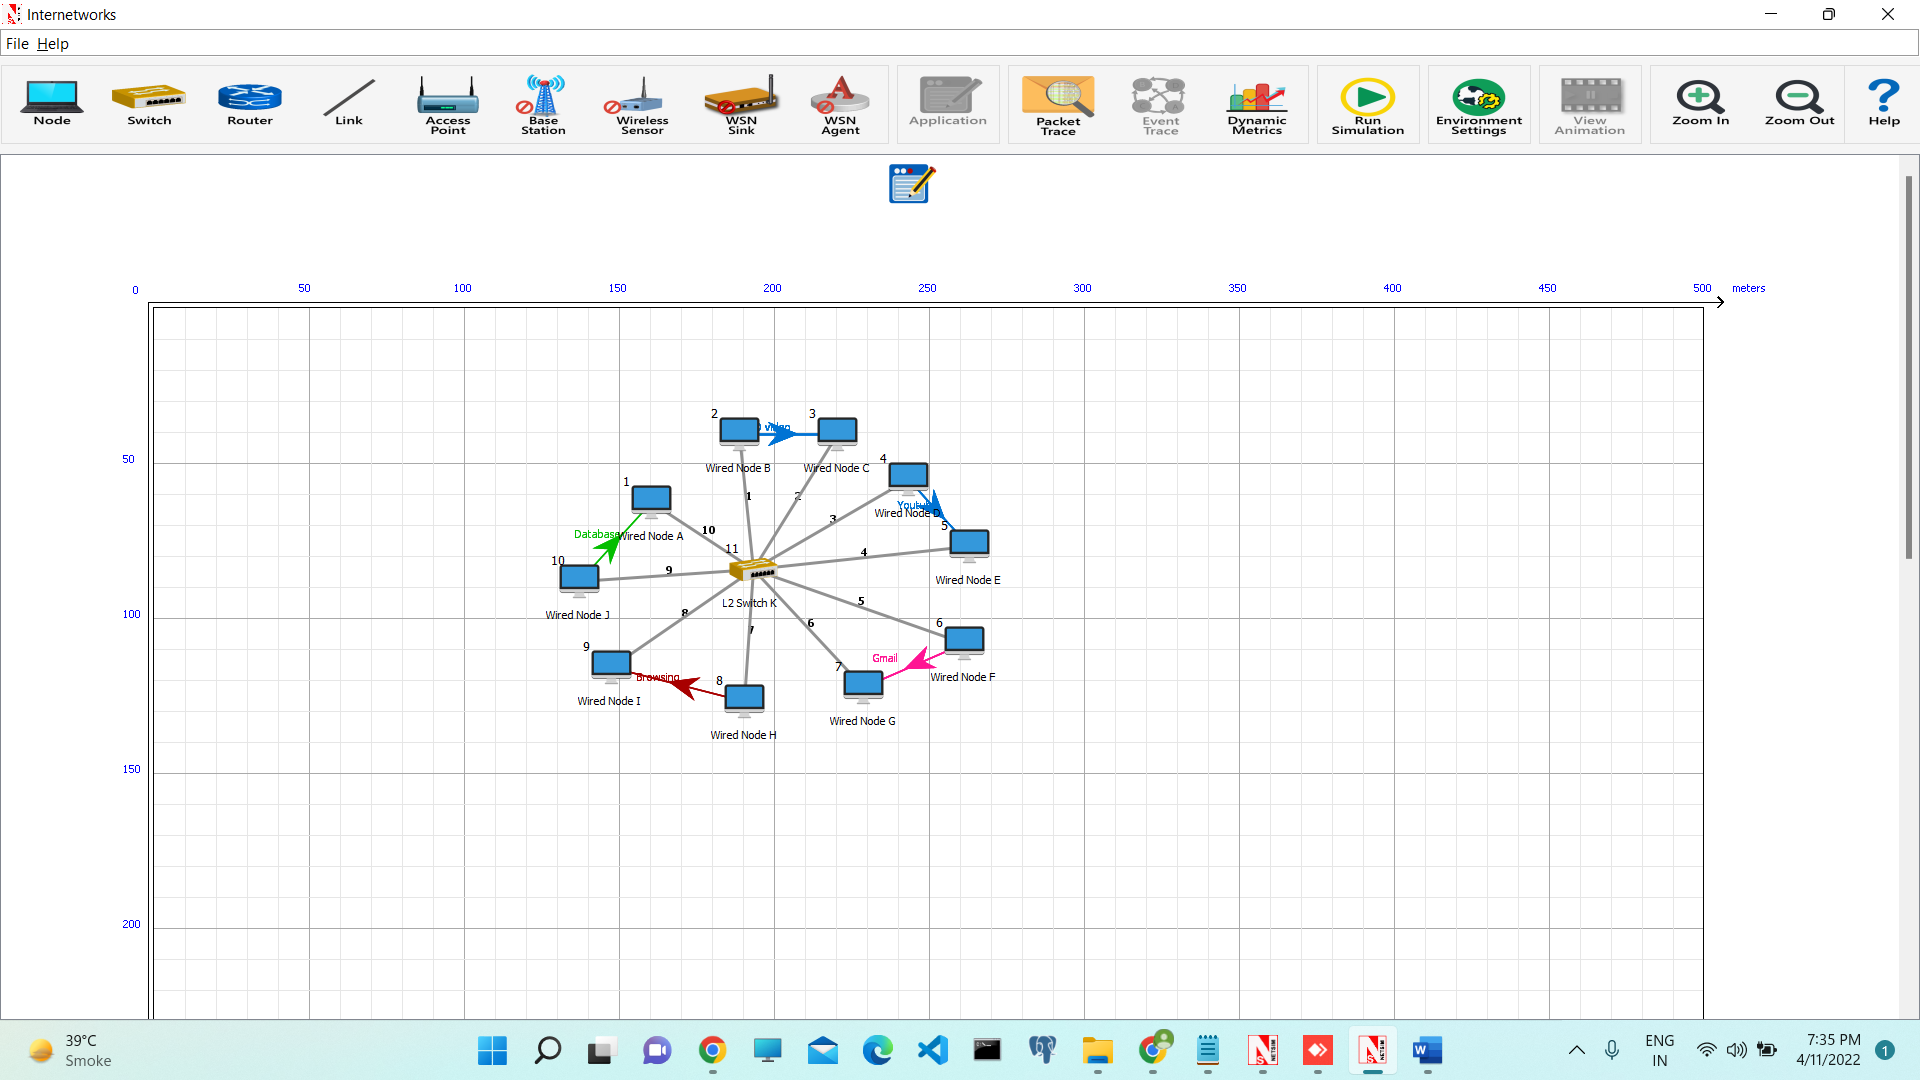 Internetworks
File Help
Node
Switch
Router
Link
Access Point
Base Station
Wireless Sensor
WSN Sink
WSN Agent
Application
Packet Trace
Event Trace
Dynamic Metrics
Run Simulation
Environment Settings
View Animation
Zoom In
Zoom Out
Help
0 50 100 150 200 250 300 350 400 450 500 meters
50
100
150
200
2
3
Wired Node B
Wired Node C
4
Wired Node D
1
Wired Node A
Database
5
Wired Node E
10
Wired Node J
11
L2 Switch K
1
2
3
4
5
6
7
8
9
10
6
Wired Node F
Gmail
7
Wired Node G
9
Wired Node I
Browsing
8
Wired Node H
39°C
Smoke
ENG
IN
7:35 PM
4/11/2022
1